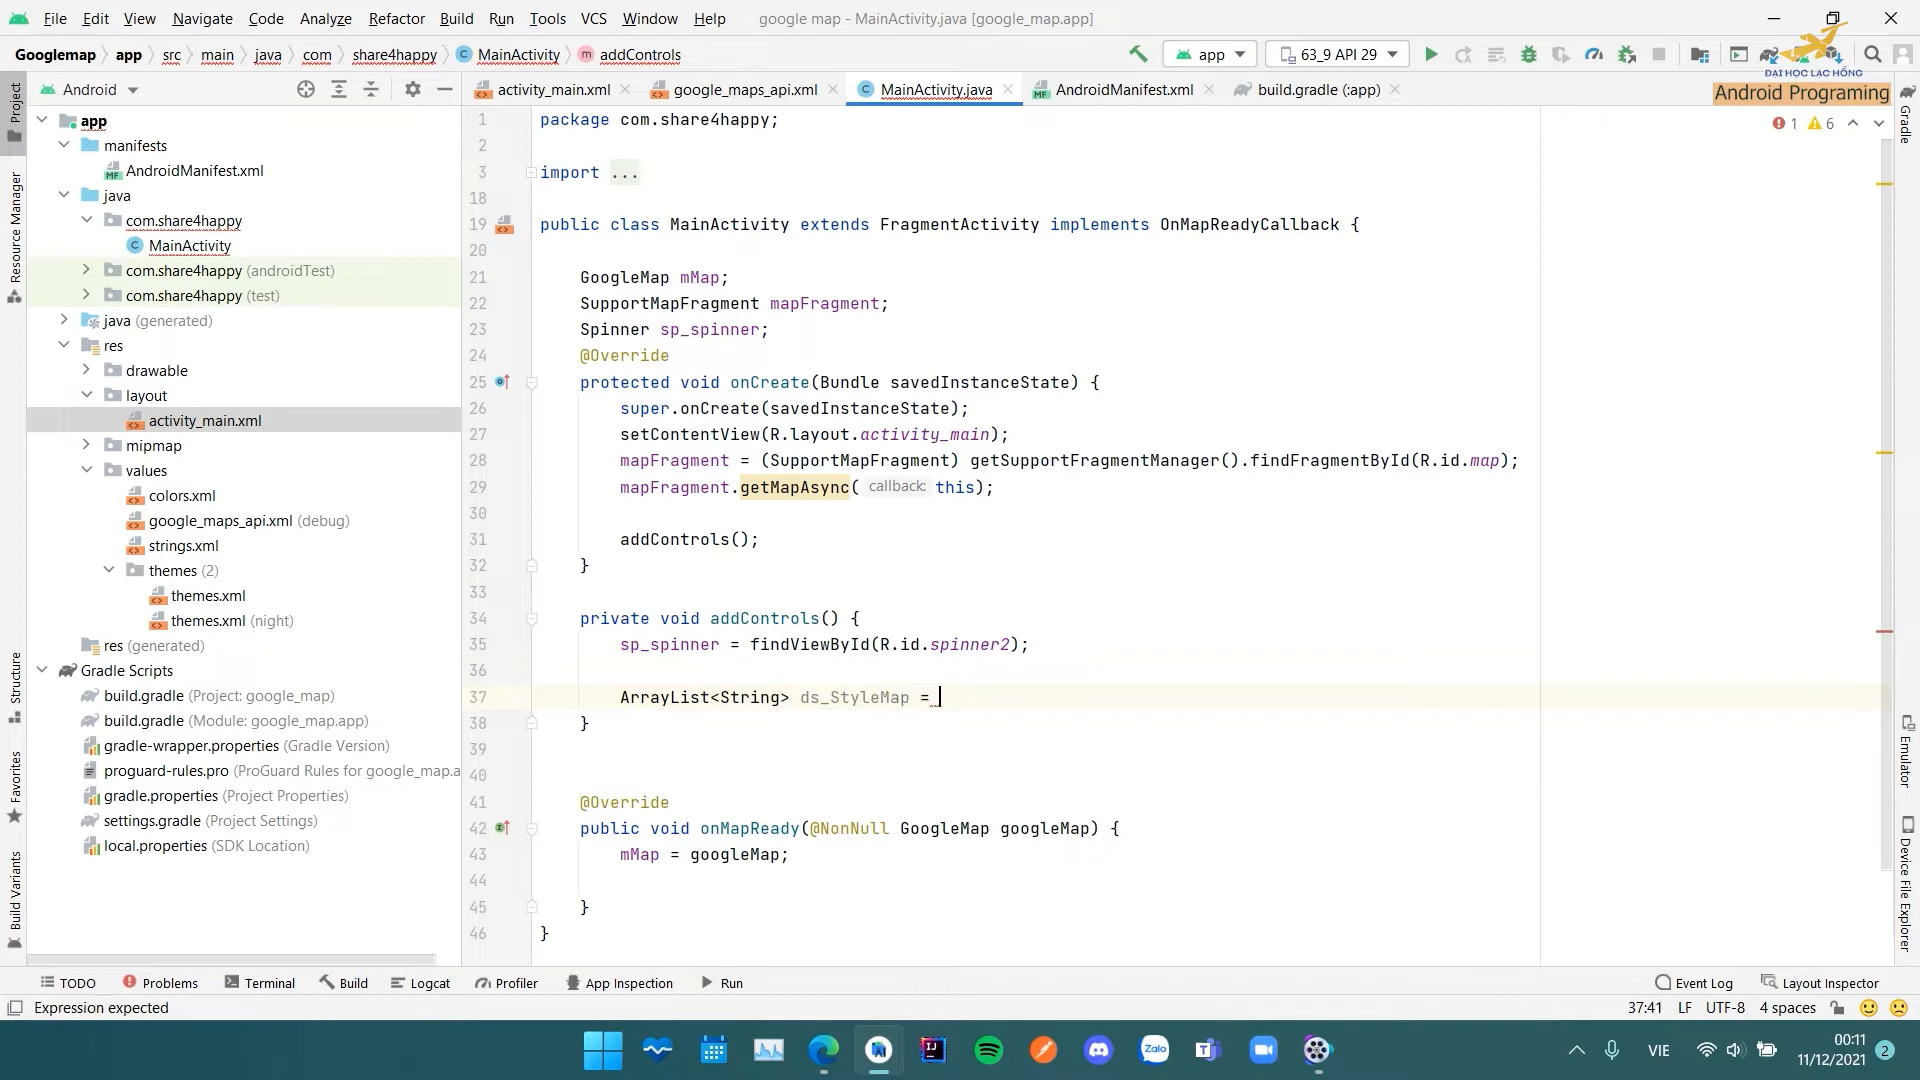 File Edit View Navigate Code Analyze Refactor Build Run Tools VCS Window Help google map - MainActivity.java [google_map.app]
Googlemap app src main java com share4happy MainActivity addControls app 63_9 API 29
ĐẠI HỌC LẠC HỒNG
Android Programing
Android
activity_main.xml google_maps_api.xml MainActivity.java AndroidManifest.xml build.gradle (:app)
Project
Resource Manager
Structure
Favorites
Build Variants
app
manifests
AndroidManifest.xml
java
com.share4happy
MainActivity
com.share4happy (androidTest)
com.share4happy (test)
java (generated)
res
drawable
layout
activity_main.xml
mipmap
values
colors.xml
google_maps_api.xml (debug)
strings.xml
themes (2)
themes.xml
themes.xml (night)
res (generated)
Gradle Scripts
build.gradle (Project: google_map)
build.gradle (Module: google_map.app)
gradle-wrapper.properties (Gradle Version)
proguard-rules.pro (ProGuard Rules for google_map.a
gradle.properties (Project Properties)
settings.gradle (Project Settings)
local.properties (SDK Location)
1 package com.share4happy;
2
3 import ...
18
19 public class MainActivity extends FragmentActivity implements OnMapReadyCallback {
20
21 GoogleMap mMap;
22 SupportMapFragment mapFragment;
23 Spinner sp_spinner;
24 @Override
25 protected void onCreate(Bundle savedInstanceState) {
26 super.onCreate(savedInstanceState);
27 setContentView(R.layout.activity_main);
28 mapFragment = (SupportMapFragment) getSupportFragmentManager().findFragmentById(R.id.map);
29 mapFragment.getMapAsync( callback: this);
30
31 addControls();
32 }
33
34 private void addControls() {
35 sp_spinner = findViewById(R.id.spinner2);
36
37 ArrayList<String> ds_StyleMap =
38 }
39
40
41 @Override
42 public void onMapReady(@NonNull GoogleMap googleMap) {
43 mMap = googleMap;
44
45 }
46 }
1 6
Gradle
Emulator
Device File Explorer
TODO Problems Terminal Build Logcat Profiler App Inspection Run Event Log Layout Inspector
Expression expected 37:41 LF UTF-8 4 spaces
Zalo
VIE
00:11
11/12/2021
2